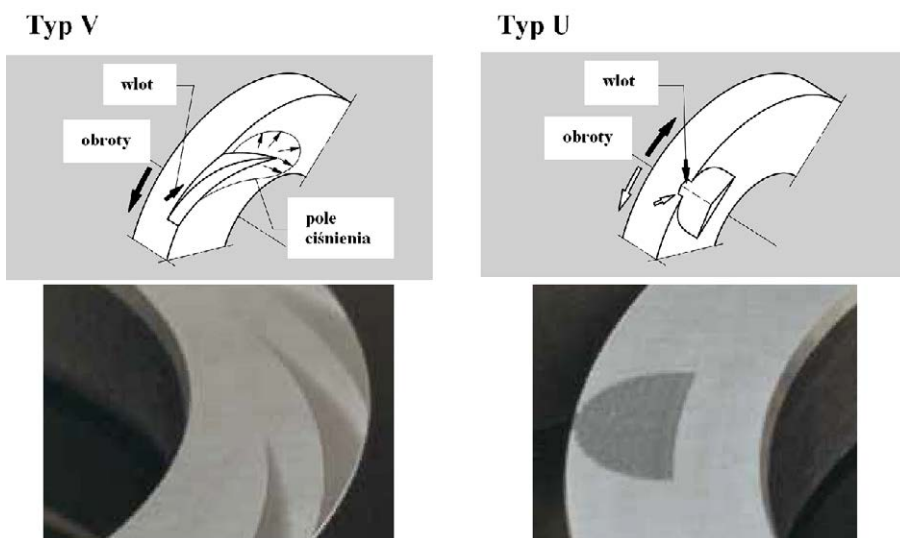 Typ V
Typ U
wlot
obroty
pole
ciśnienia
wlot
obroty